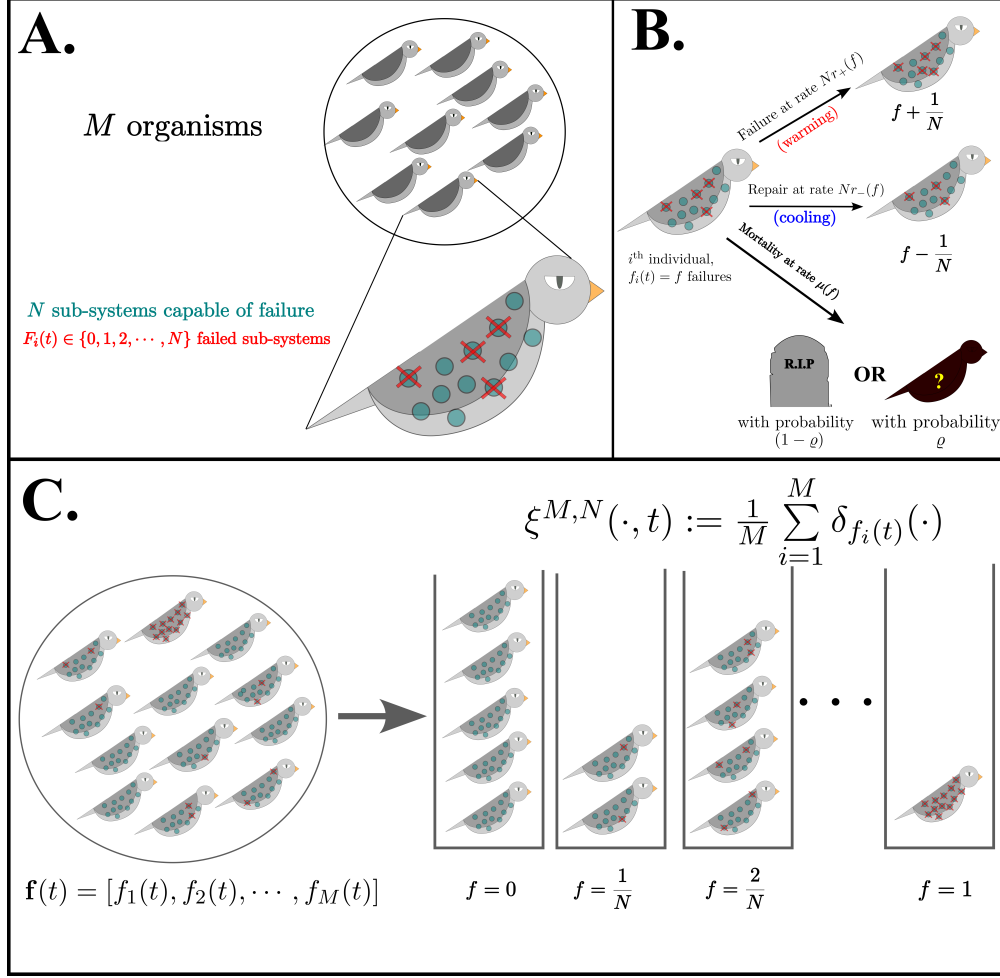 A.
M organisms
N sub-systems capable of failure
F_i(t) ∈ {0, 1, 2, ⋯ , N} failed sub-systems
B.
Failure at rate Nr_+(f)
(warming)
f + 1/N
Repair at rate Nr_−(f)
(cooling)
f − 1/N
Mortality at rate μ(f)
i^th individual,
f_i(t) = f failures
R.I.P
OR
?
with probability
(1 − ϱ)
with probability
ϱ
C.
ξ^{M,N}(·, t) := 1/M ∑_{i=1}^{M} δ_{f_i(t)}(·)
f(t) = [f_1(t), f_2(t), ⋯ , f_M(t)]
f = 0
f = 1/N
f = 2/N
f = 1